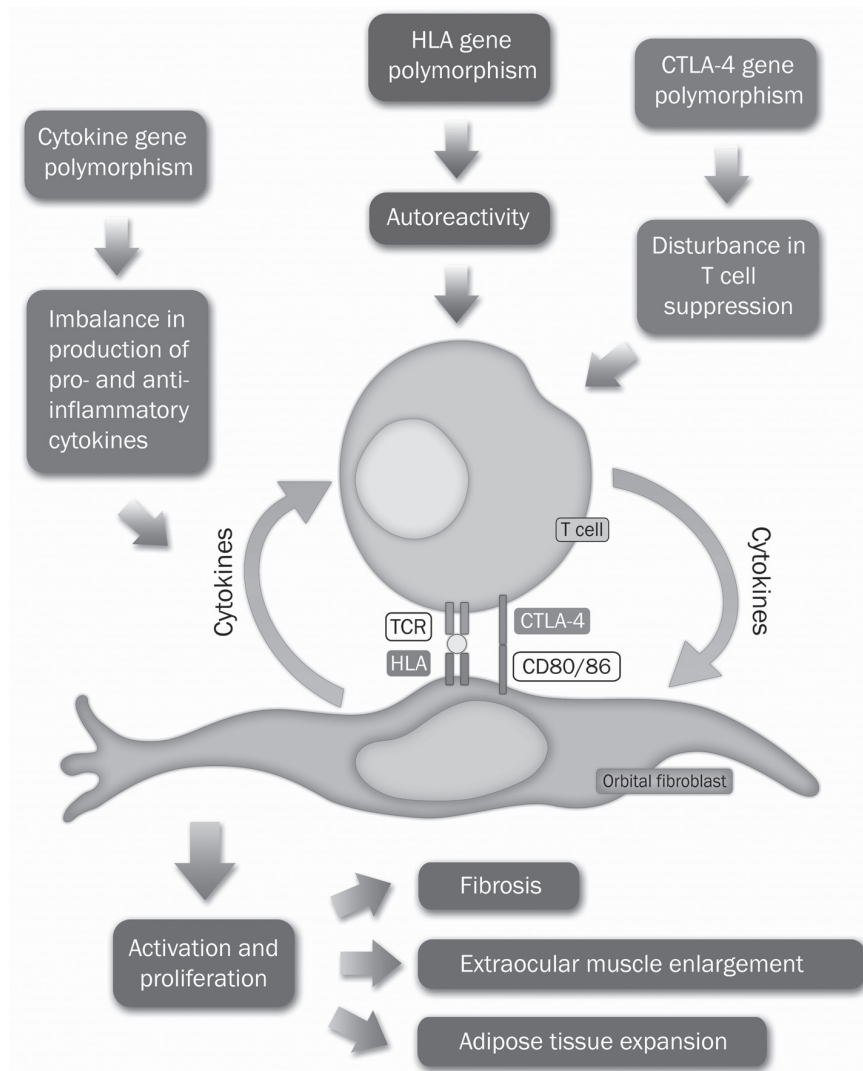 HLA gene
polymorphism
CTLA-4 gene
polymorphism
Cytokine gene
polymorphism
Autoreactivity
Disturbance in
T cell
suppression
Imbalance in
production of
pro- and anti-
inflammatory
cytokines
T cell
Cytokines
Cytokines
TCR
CTLA-4
HLA
CD80/86
Orbital fibroblast
Fibrosis
Activation and
proliferation
Extraocular muscle enlargement
Adipose tissue expansion